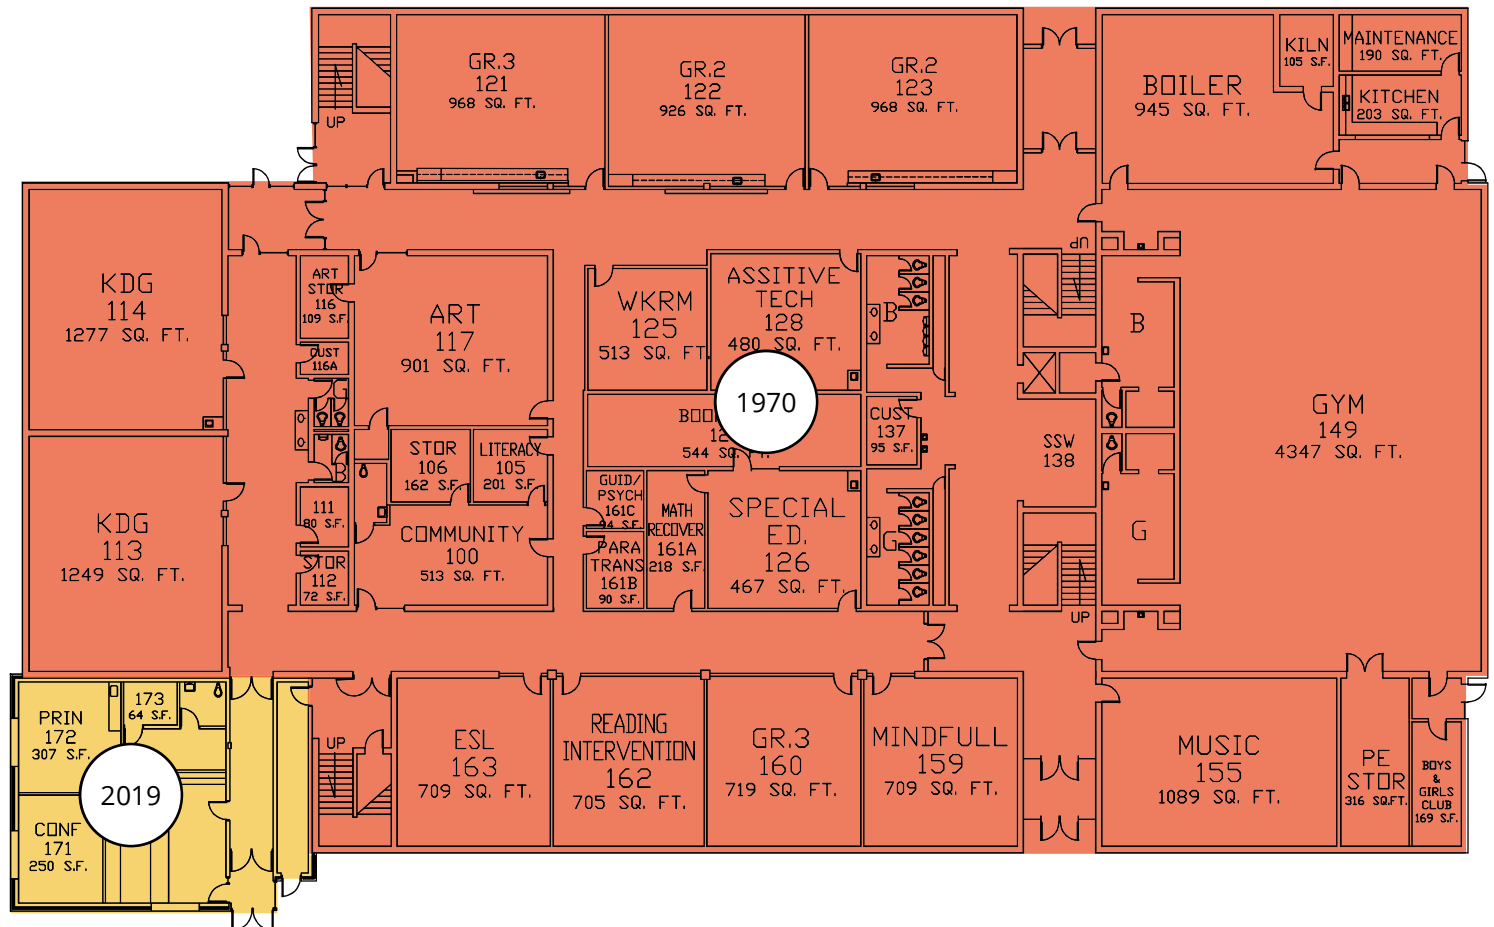 GR.3
121
968 SQ. FT.
GR.2
122
926 SQ. FT.
GR.2
123
968 SQ. FT.
UP
BOILER
945 SQ. FT.
KILN
105 S.F.
MAINTENANCE
190 SQ. FT.
KITCHEN
203 SQ. FT.
KDG
114
1277 SQ. FT.
ART
STOR
116
109 S.F.
CUST
116A
G
B
ART
117
901 SQ. FT.
WKRM
125
513 SQ. FT.
ASSITIVE
TECH
128
480 SQ. FT.
B
UP
B
GYM
149
4347 SQ. FT.
1970
544 SQ. FT.
CUST
137
95 S.F.
SSW
138
KDG
113
1249 SQ. FT.
111
80 S.F.
STOR
112
72 S.F.
STOR
106
162 S.F.
LITERACY
105
201 S.F.
COMMUNITY
100
513 SQ. FT.
GUID/
PSYCH
161C
94 S.F.
PARA
TRANS
161B
90 S.F.
MATH
RECOVER
161A
218 S.F.
SPECIAL
ED.
126
467 SQ. FT.
G
G
UP
PRIN
172
307 S.F.
173
64 S.F.
2019
CONF
171
250 S.F.
UP
ESL
163
709 SQ. FT.
READING
INTERVENTION
162
705 SQ. FT.
GR.3
160
719 SQ. FT.
MINDFULL
159
709 SQ. FT.
MUSIC
155
1089 SQ. FT.
PE
STOR
316 SQ.FT.
BOYS
&
GIRLS
CLUB
169 S.F.